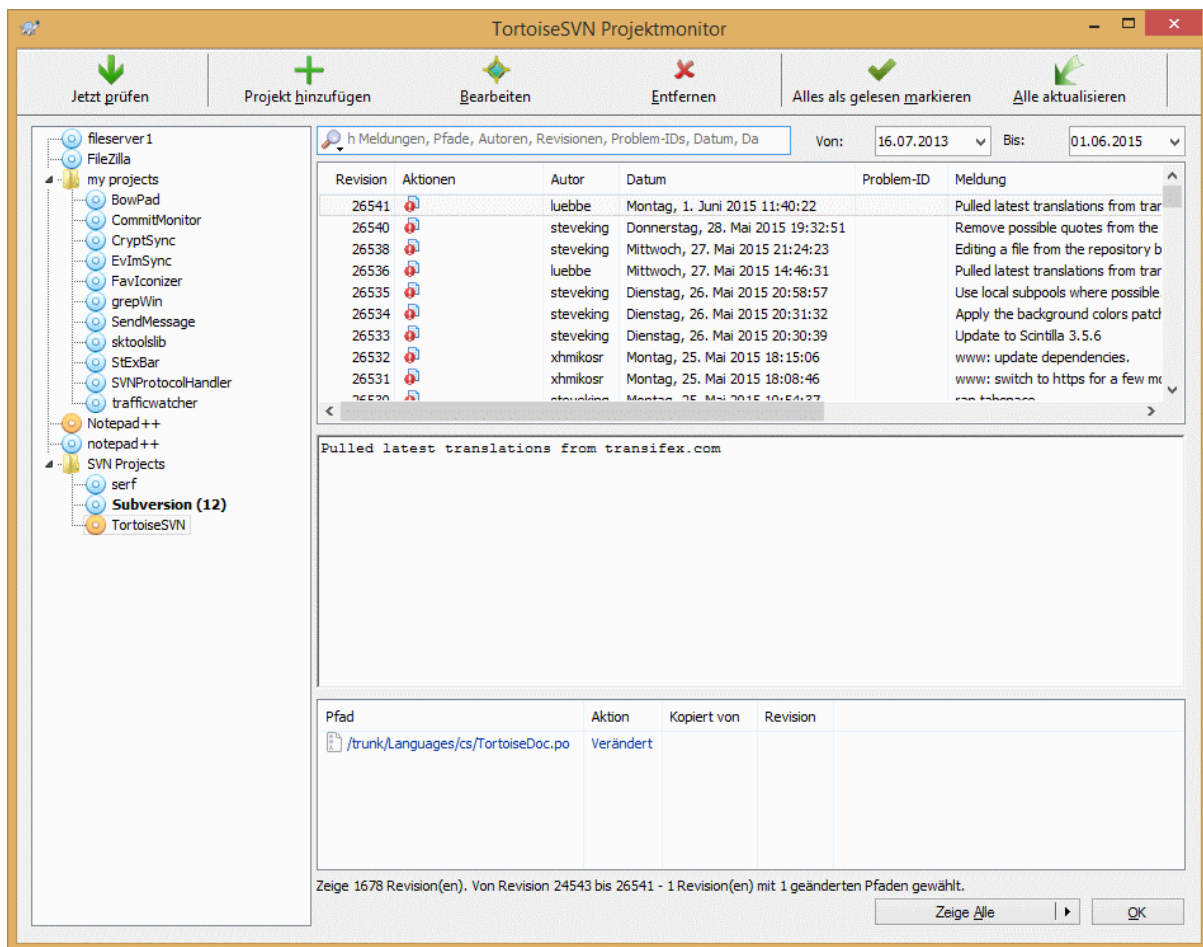 TortoiseSVN Projektmonitor
Jetzt prüfen
Projekt hinzufügen
Bearbeiten
Entfernen
Alles als gelesen markieren
Alle aktualisieren
fileserver1
FileZilla
my projects
BowPad
CommitMonitor
CryptSync
EvImSync
FavIconizer
grepWin
SendMessage
sktoolslib
StExBar
SVNProtocolHandler
trafficwatcher
Notepad++
notepad++
SVN Projects
serf
Subversion (12)
TortoiseSVN
h Meldungen, Pfade, Autoren, Revisionen, Problem-IDs, Datum, Da
Von: 16.07.2013 Bis: 01.06.2015
Revision Aktionen Autor Datum Problem-ID Meldung
26541 luebbe Montag, 1. Juni 2015 11:40:22 Pulled latest translations from
26540 steveking Donnerstag, 28. Mai 2015 19:32:51 Remove possible quotes from the
26538 steveking Mittwoch, 27. Mai 2015 21:24:23 Editing a file from the repository
26536 luebbe Mittwoch, 27. Mai 2015 14:46:31 Pulled latest translations from
26535 steveking Dienstag, 26. Mai 2015 20:58:57 Use local subpools where possible
26534 steveking Dienstag, 26. Mai 2015 20:31:32 Apply the background colors patch
26533 steveking Dienstag, 26. Mai 2015 20:30:39 Update to Scintilla 3.5.6
26532 xhmikosr Montag, 25. Mai 2015 18:15:06 www: update dependencies.
26531 xhmikosr Montag, 25. Mai 2015 18:08:46 www: switch to https for a few
Pulled latest translations from transifex.com
Pfad Aktion Kopiert von Revision
/trunk/Languages/cs/TortoiseDoc.po Verändert
Zeige 1678 Revision(en). Von Revision 24543 bis 26541 - 1 Revision(en) mit 1 geänderten Pfaden gewählt.
Zeige Alle
OK